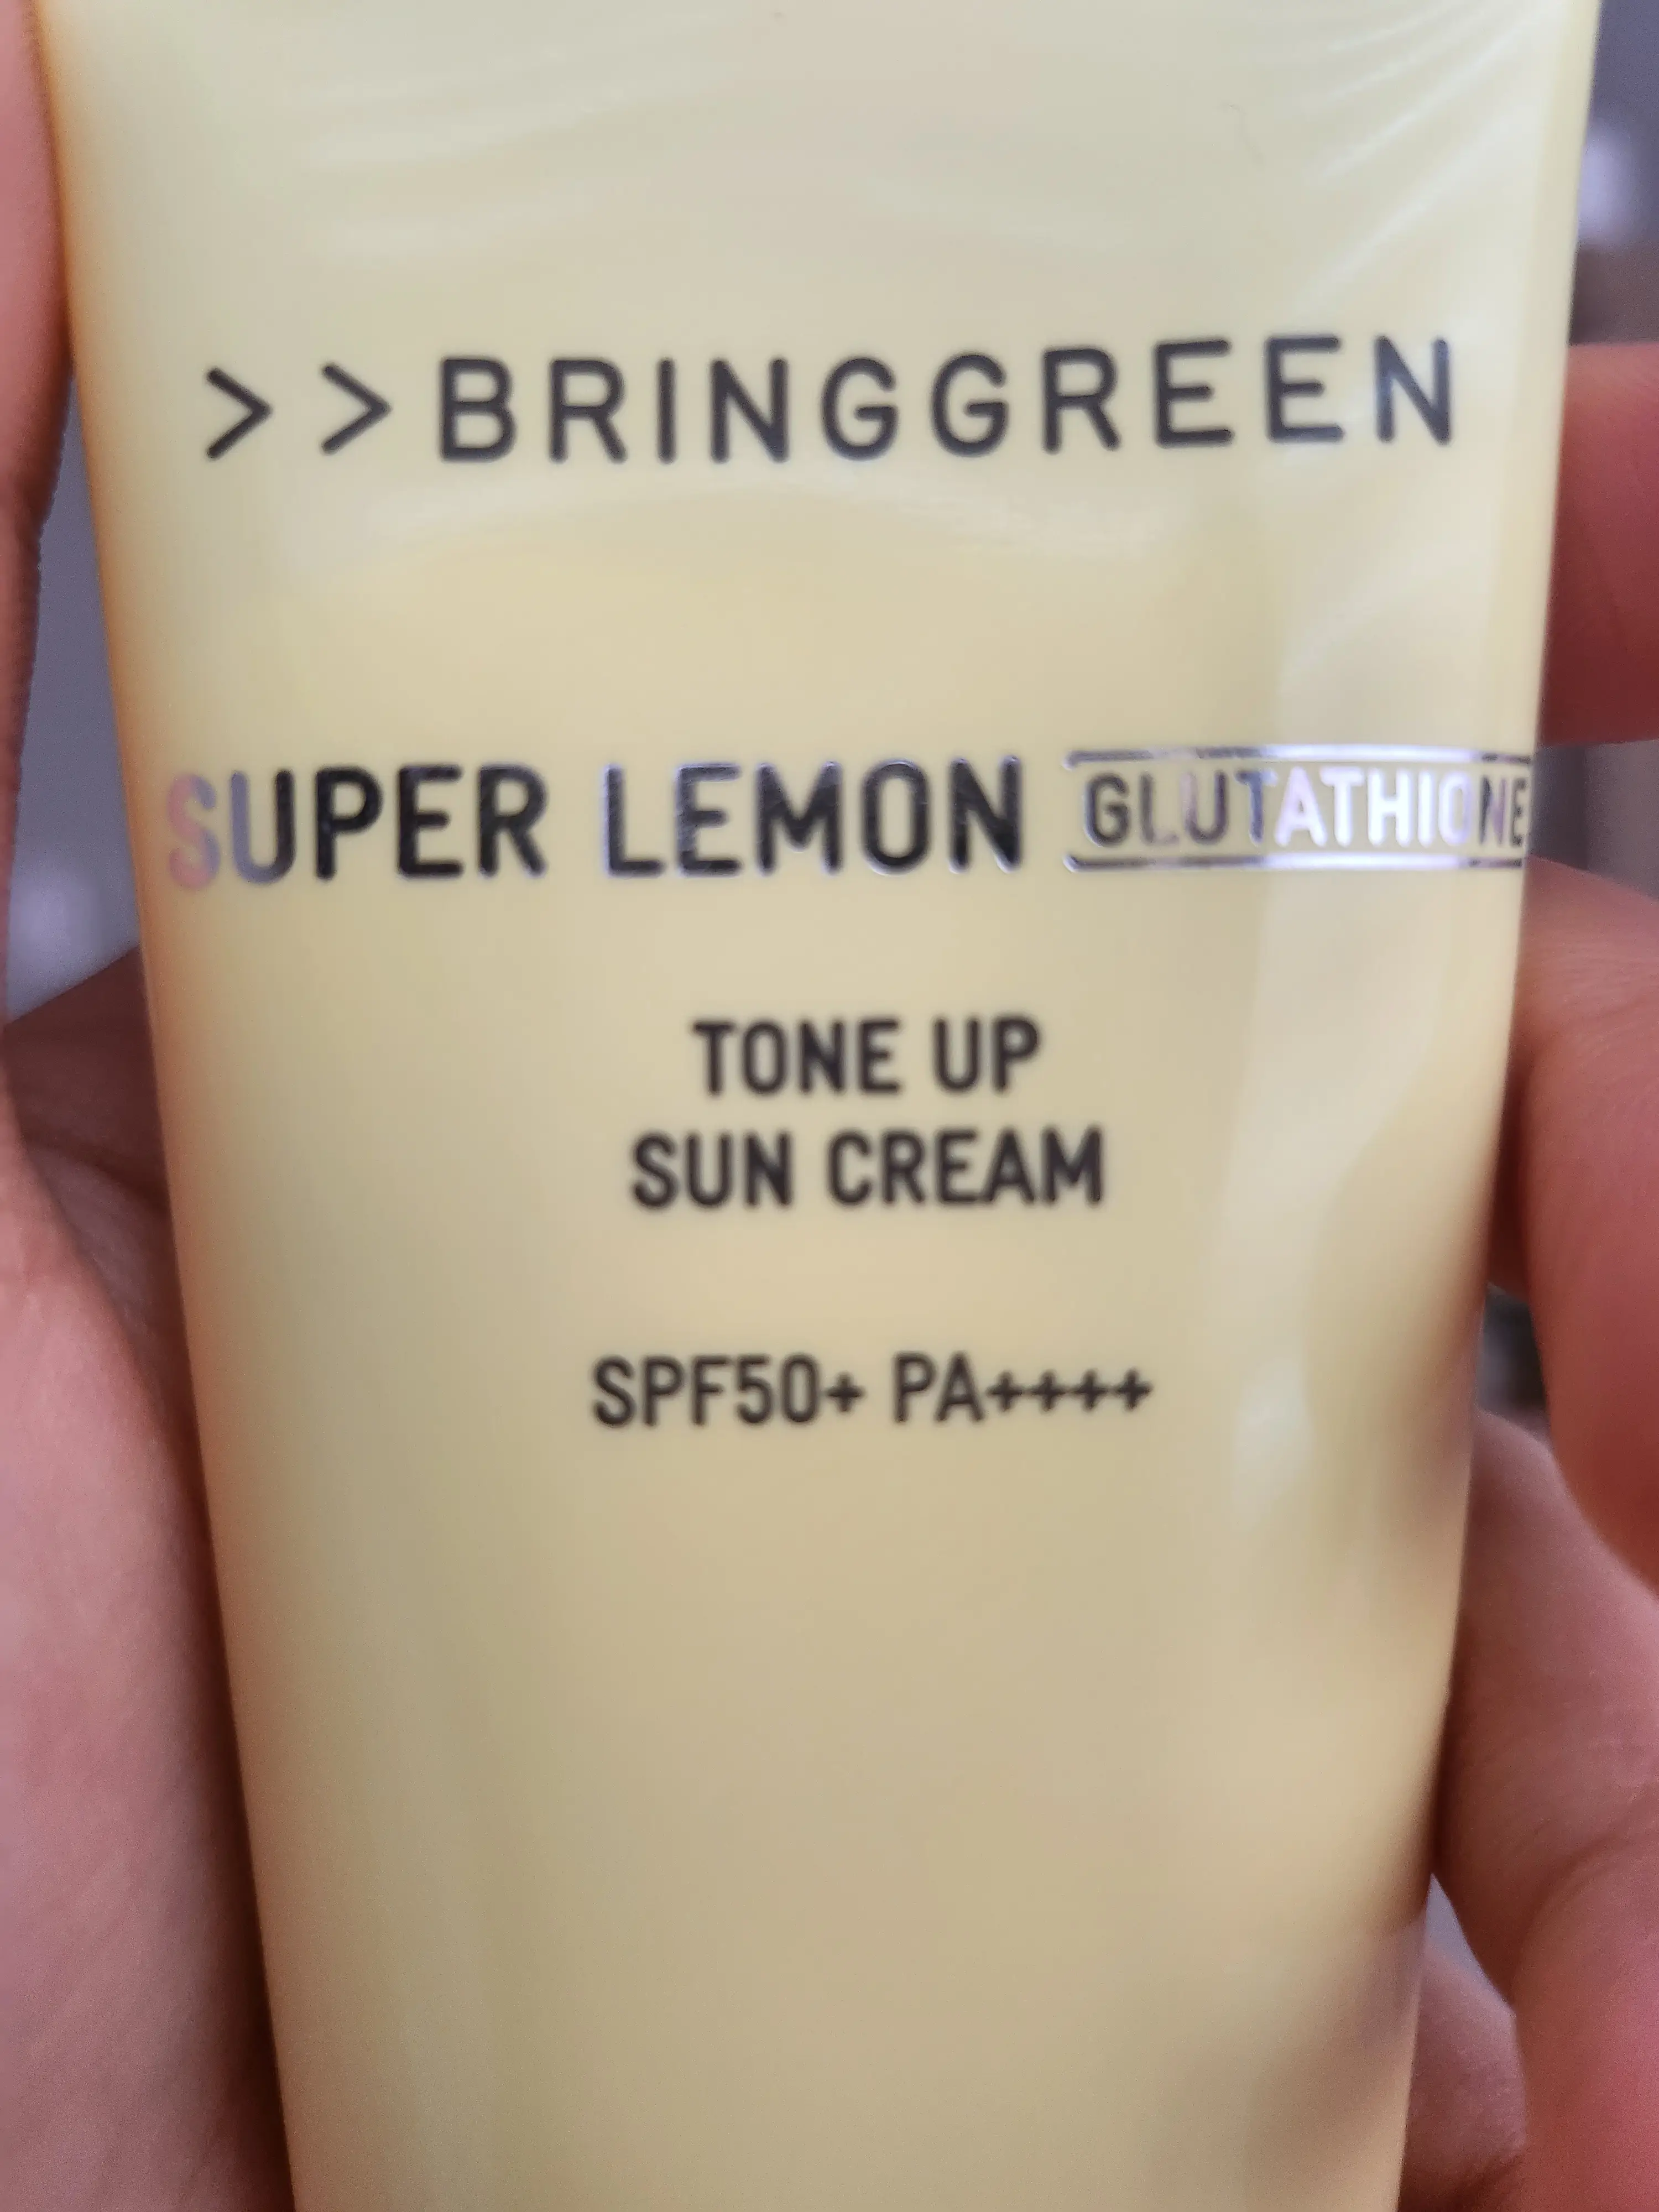 >>BRINGGREEN
SUPER LEMON GLUTATHIONE
TONE UP
SUN CREAM
SPF50+ PA++++